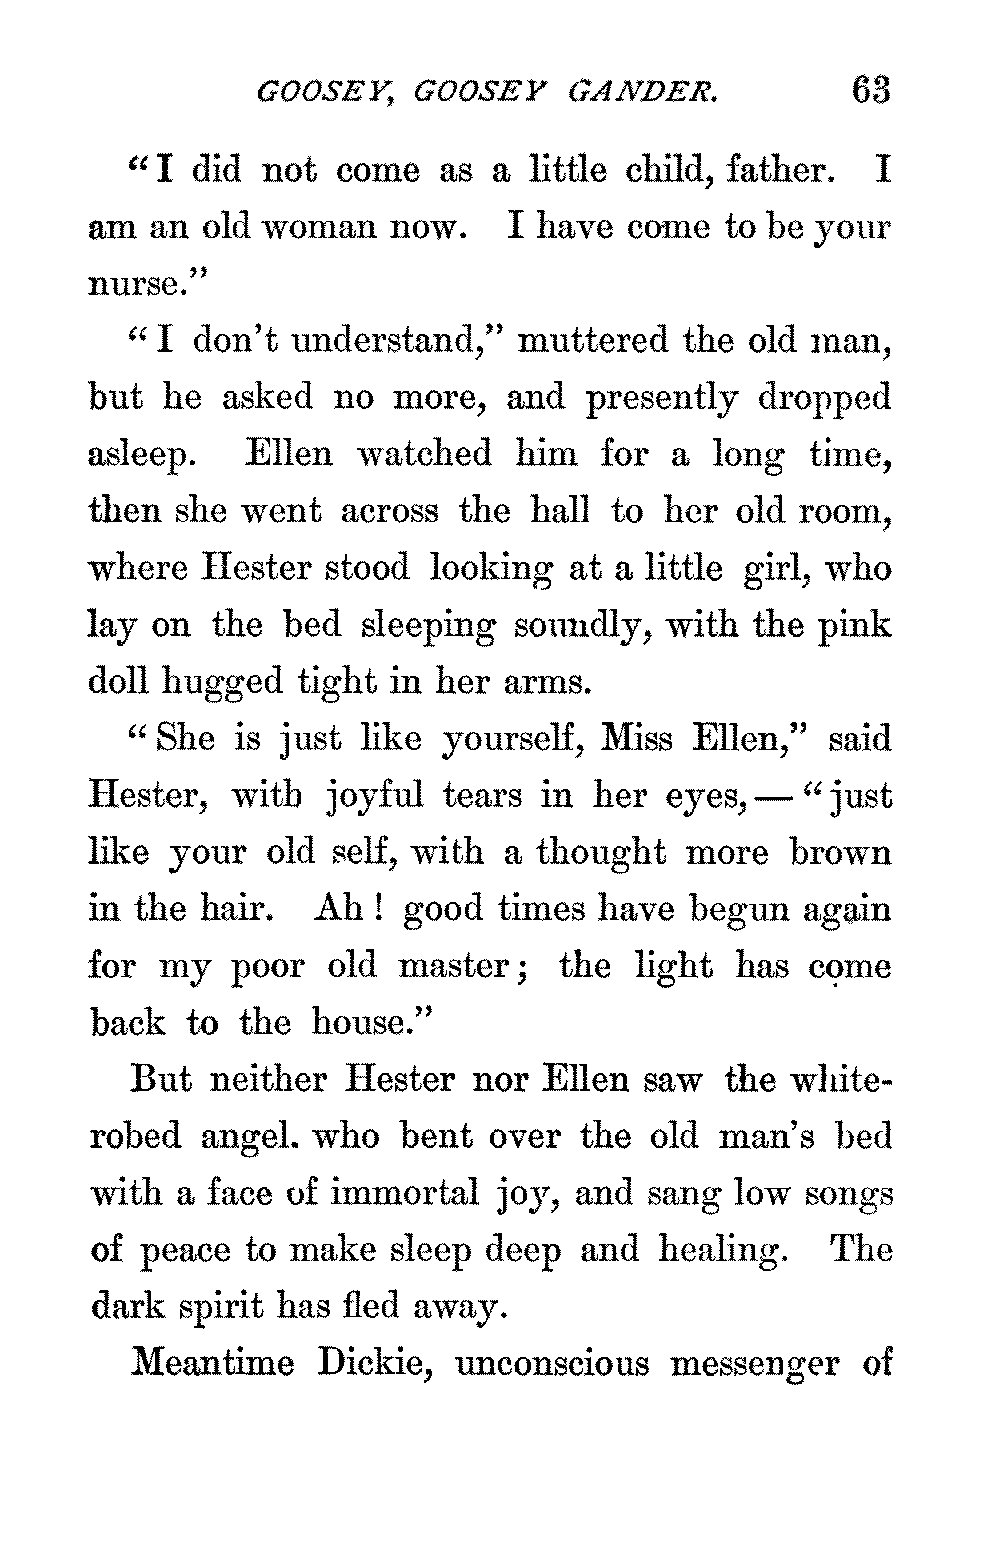 GOOSEY, GOOSEY GANDER. 63
"I did not come as a little child, father. I
am an old woman now. I have come to be your
nurse."
"I don't understand," muttered the old man,
but he asked no more, and presently dropped
asleep. Ellen watched him for a long time,
then she went across the hall to her old room,
where Hester stood looking at a little girl, who
lay on the bed sleeping soundly, with the pink
doll hugged tight in her arms.
"She is just like yourself, Miss Ellen," said
Hester, with joyful tears in her eyes,—"just
like your old self, with a thought more brown
in the hair. Ah! good times have begun again
for my poor old master; the light has come
back to the house."
But neither Hester nor Ellen saw the white-
robed angel. who bent over the old man's bed
with a face of immortal joy, and sang low songs
of peace to make sleep deep and healing. The
dark spirit has fled away.
Meantime Dickie, unconscious messenger of